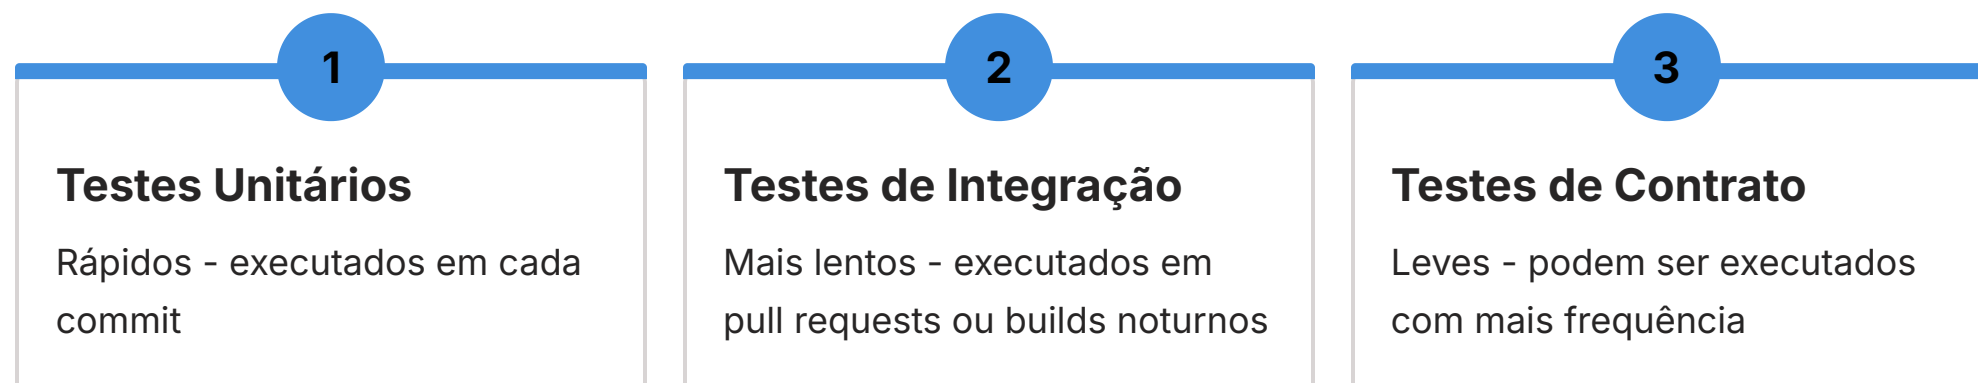 1
Testes Unitários
Rápidos - executados em cada
commit
2
Testes de Integração
Mais lentos - executados em
pull requests ou builds noturnos
3
Testes de Contrato
Leves - podem ser executados
com mais frequência